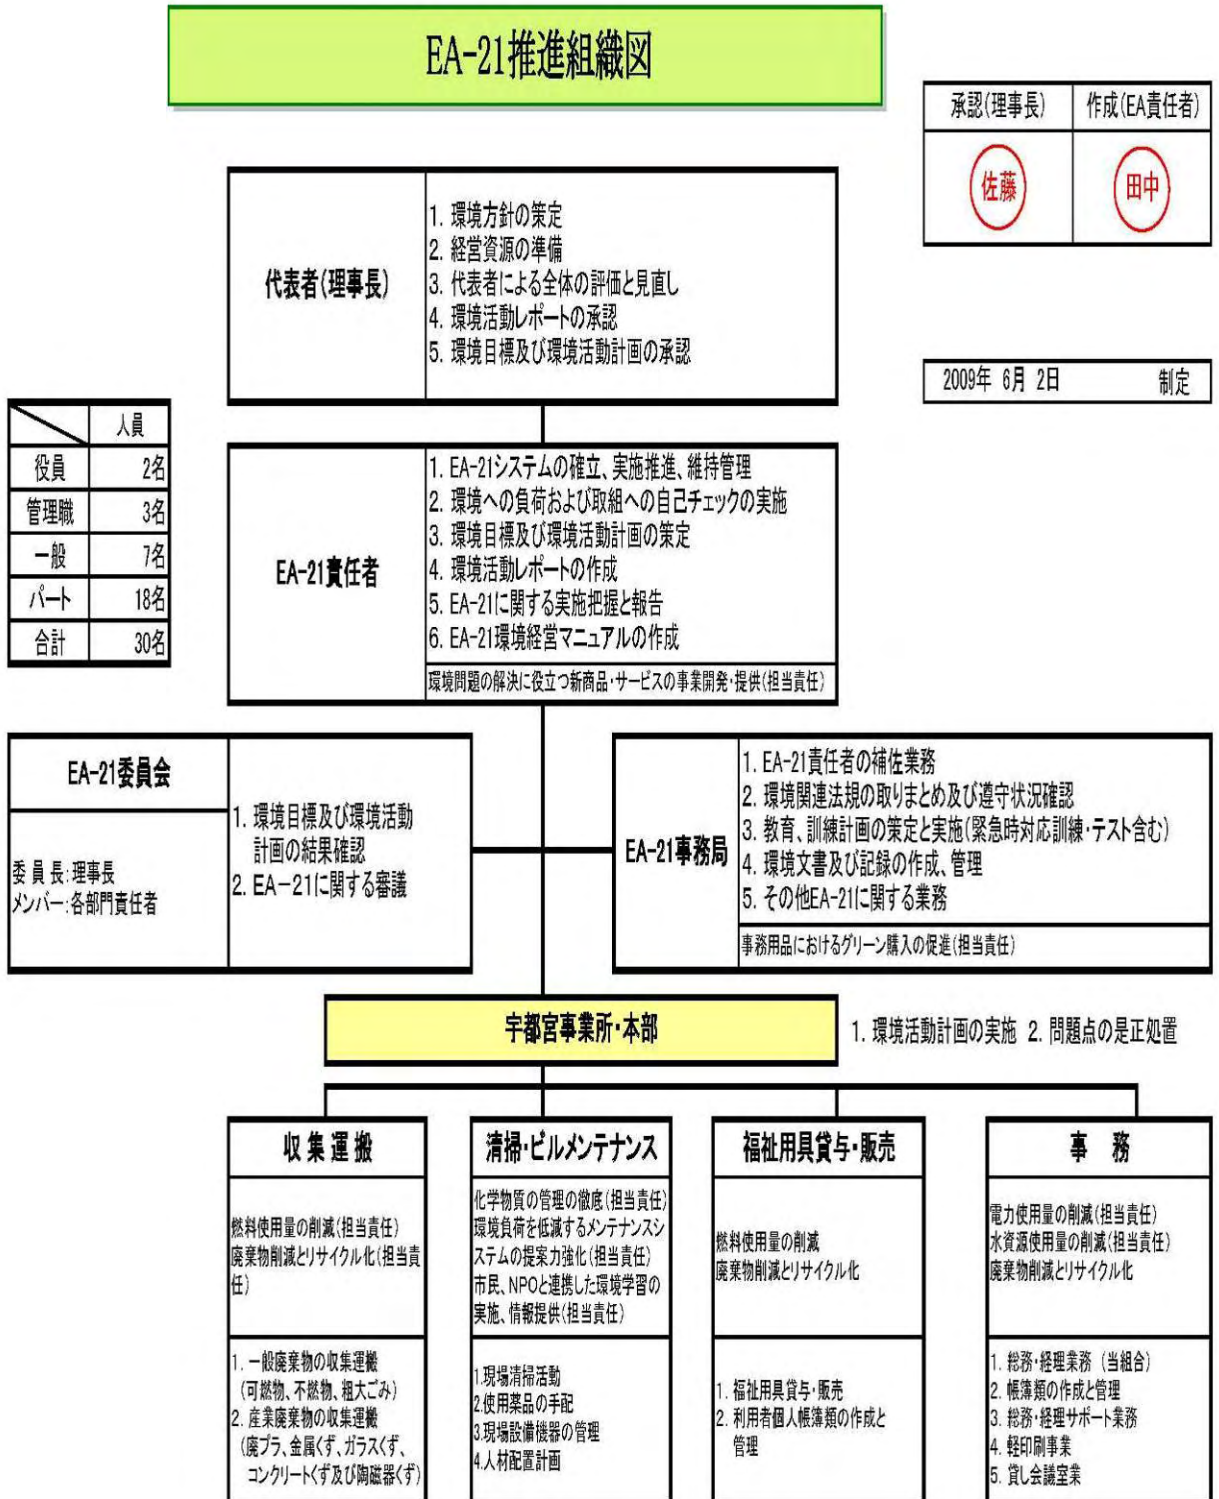 EA-21推進組織図
承認(理事長) 作成(EA責任者)
佐藤 田中
2009年 6月 2日 制定
代表者(理事長)
1. 環境方針の策定
2. 経営資源の準備
3. 代表者による全体の評価と見直し
4. 環境活動レポートの承認
5. 環境目標及び環境活動計画の承認
人員
役員 2名
管理職 3名
一般 7名
パート 18名
合計 30名
EA-21責任者
1. EA-21システムの確立、実施推進、維持管理
2. 環境への負荷および取組への自己チェックの実施
3. 環境目標及び環境活動計画の策定
4. 環境活動レポートの作成
5. EA-21に関する実施把握と報告
6. EA-21環境経営マニュアルの作成
環境問題の解決に役立つ新商品・サービスの事業開発・提供(担当責任)
EA-21委員会
委 員 長:理事長
メンバー:各部門責任者
1. 環境目標及び環境活動
計画の結果確認
2. EA－21に関する審議
EA-21事務局
1. EA-21責任者の補佐業務
2. 環境関連法規の取りまとめ及び遵守状況確認
3. 教育、訓練計画の策定と実施(緊急時対応訓練・テスト含む)
4. 環境文書及び記録の作成、管理
5. その他EA-21に関する業務
事務用品におけるグリーン購入の促進(担当責任)
宇都宮事業所・本部
1. 環境活動計画の実施 2. 問題点の是正処置
収 集 運 搬
燃料使用量の削減(担当責任)
廃棄物削減とリサイクル化(担当責
任)
1. 一般廃棄物の収集運搬
(可燃物、不燃物、粗大ごみ)
2. 産業廃棄物の収集運搬
(廃プラ、金属くず、ガラスくず、
コンクリートくず及び陶磁器くず)
清掃・ビルメンテナンス
化学物質の管理の徹底(担当責任)
環境負荷を低減するメンテナンスシ
ステムの提案力強化(担当責任)
市民、NPOと連携した環境学習の
実施、情報提供(担当責任)
1.現場清掃活動
2.使用薬品の手配
3.現場設備機器の管理
4.人材配置計画
福祉用具貸与・販売
燃料使用量の削減
廃棄物削減とリサイクル化
1. 福祉用具貸与・販売
2. 利用者個人帳簿類の作成と
管理
事 務
電力使用量の削減(担当責任)
水資源使用量の削減(担当責任)
廃棄物削減とリサイクル化
1. 総務・経理業務 (当組合)
2. 帳簿類の作成と管理
3. 総務・経理サポート業務
4. 軽印刷事業
5. 貸し会議室業